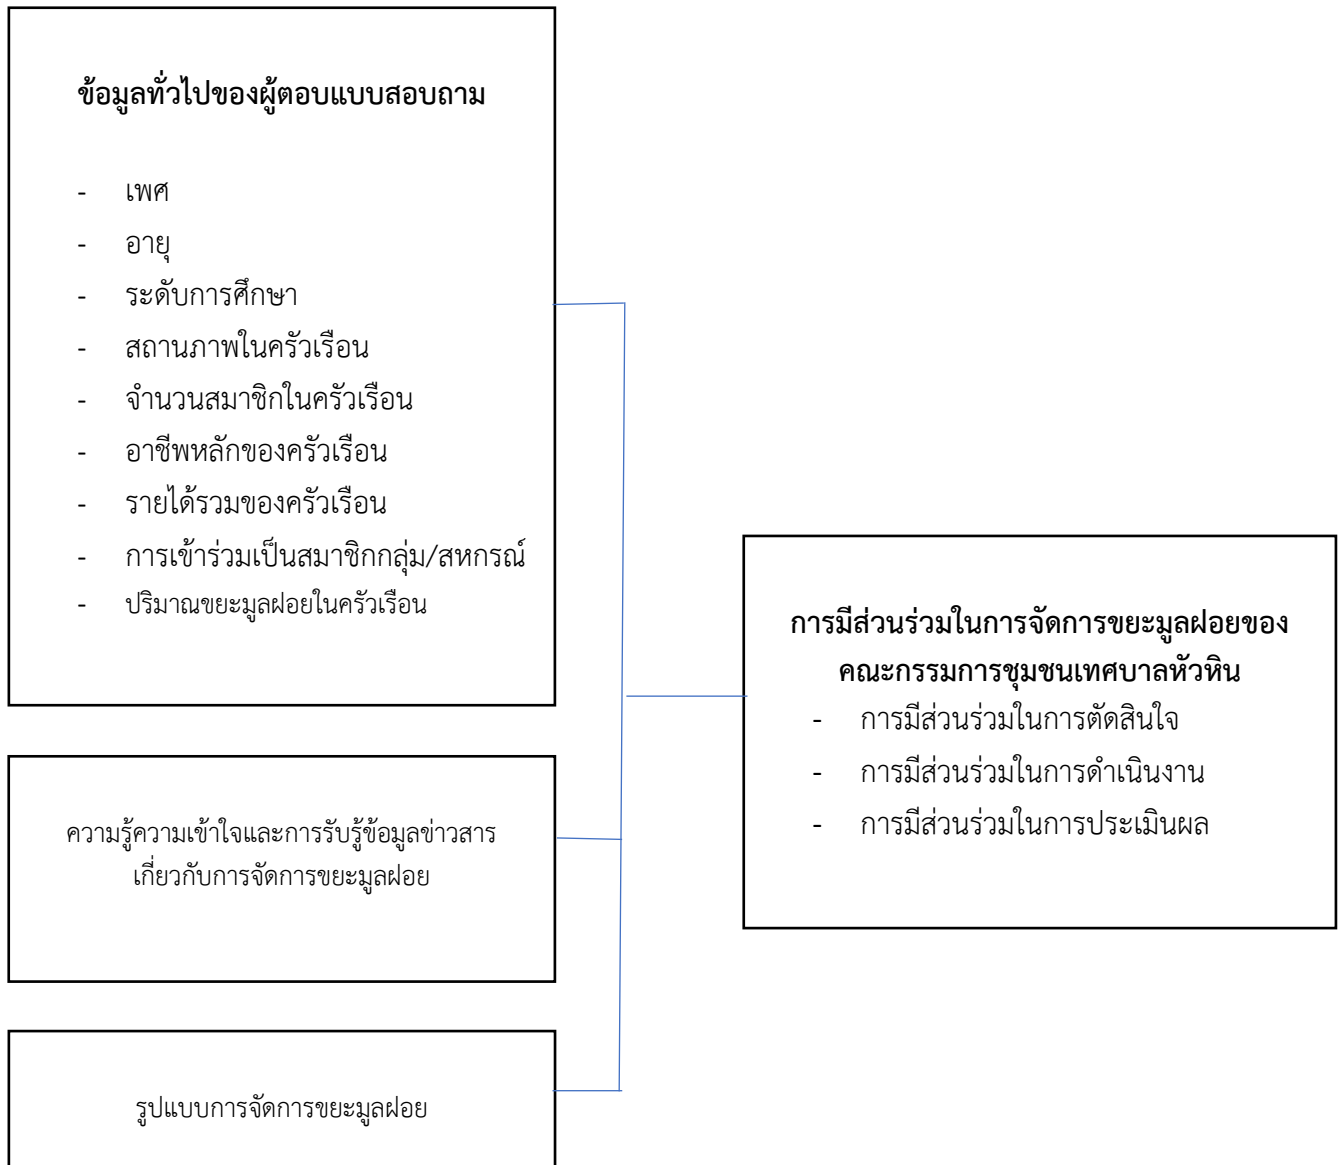 ข้อมูลทั่วไปของผู้ตอบแบบสอบถาม
- เพศ
- อายุ
- ระดับการศึกษา
- สถานภาพในครัวเรือน
- จำนวนสมาชิกในครัวเรือน
- อาชีพหลักของครัวเรือน
- รายได้รวมของครัวเรือน
- การเข้าร่วมเป็นสมาชิกกลุ่ม/สหกรณ์
- ปริมาณขยะมูลฝอยในครัวเรือน
ความรู้ความเข้าใจและการรับรู้ข้อมูลข่าวสาร
เกี่ยวกับการจัดการขยะมูลฝอย
รูปแบบการจัดการขยะมูลฝอย
การมีส่วนร่วมในการจัดการขยะมูลฝอยของ
คณะกรรมการชุมชนเทศบาลหัวหิน
- การมีส่วนร่วมในการตัดสินใจ
- การมีส่วนร่วมในการดำเนินงาน
- การมีส่วนร่วมในการประเมินผล